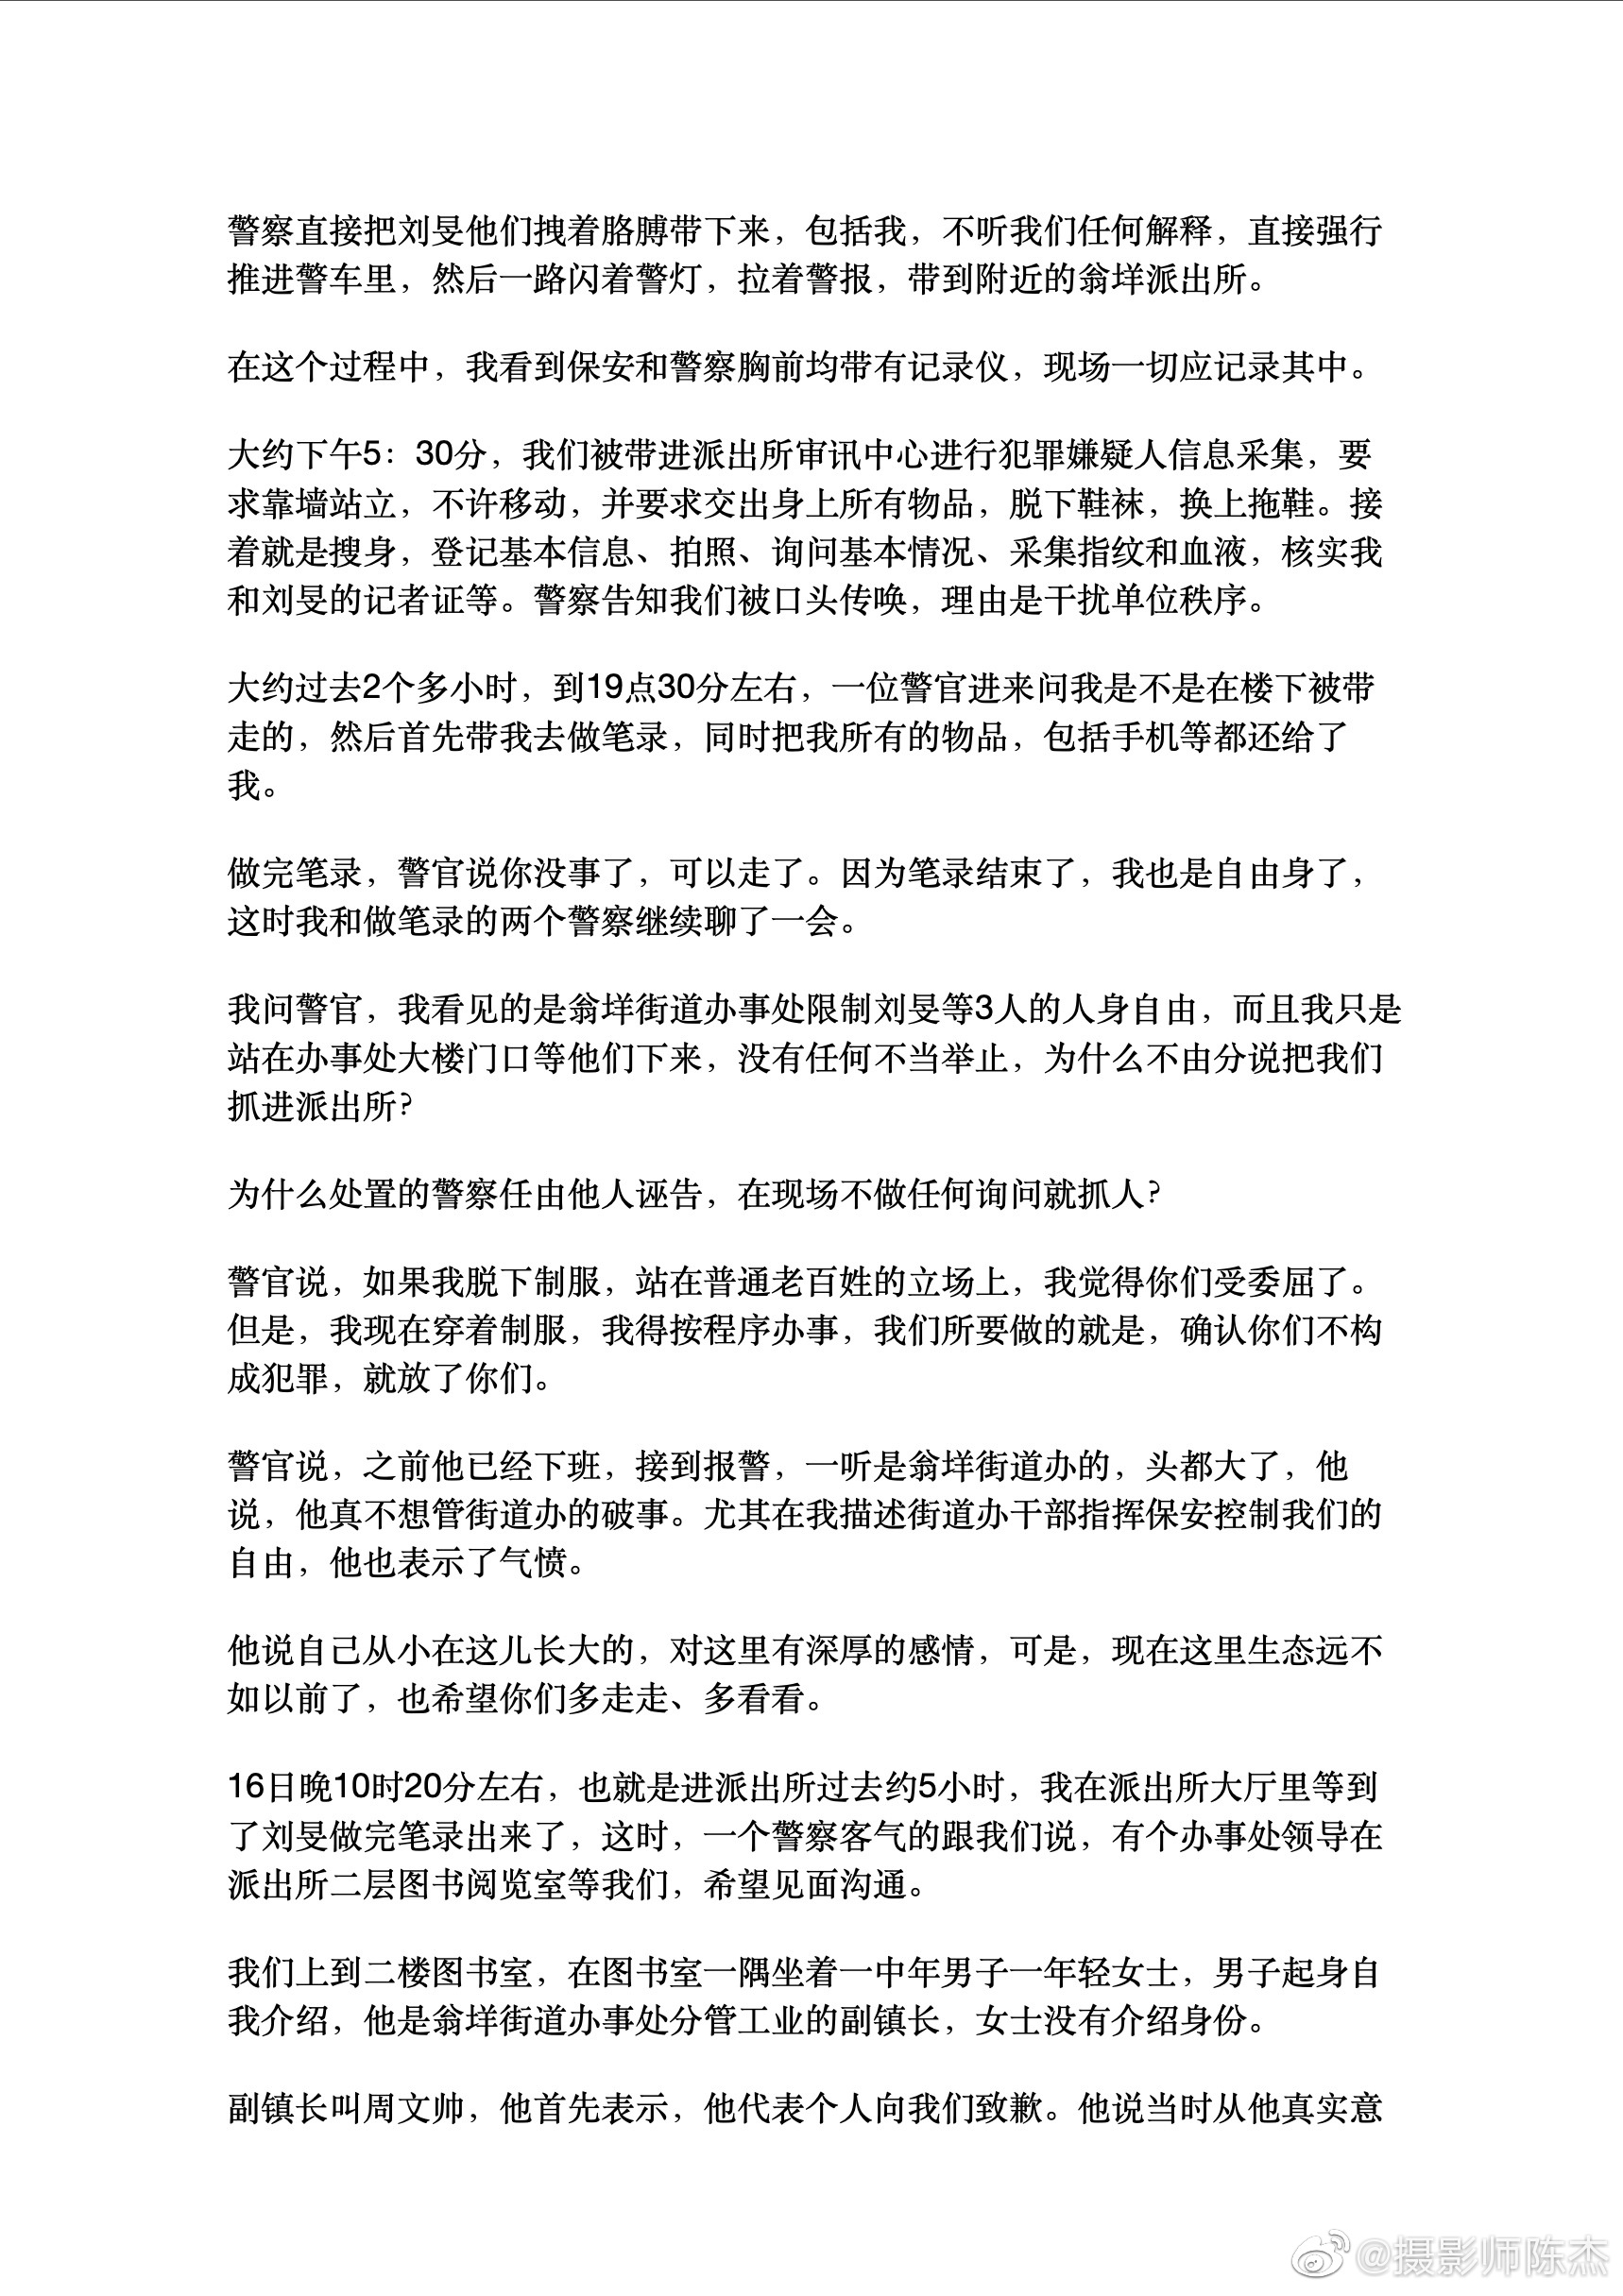 警察直接把刘旻他们拽着胳膊带下来，包括我，不听我们任何解释，直接强行
推进警车里，然后一路闪着警灯，拉着警报，带到附近的翁垟派出所。
在这个过程中，我看到保安和警察胸前均带有记录仪，现场一切应记录其中。
大约下午5：30分，我们被带进派出所审讯中心进行犯罪嫌疑人信息采集，要
求靠墙站立，不许移动，并要求交出身上所有物品，脱下鞋袜，换上拖鞋。接
着就是搜身，登记基本信息、拍照、询问基本情况、采集指纹和血液，核实我
和刘旻的记者证等。警察告知我们被口头传唤，理由是干扰单位秩序。
大约过去2个多小时，到19点30分左右，一位警官进来问我是不是在楼下被带
走的，然后首先带我去做笔录，同时把我所有的物品，包括手机等都还给了
我。
做完笔录，警官说你没事了，可以走了。因为笔录结束了，我也是自由身了，
这时我和做笔录的两个警察继续聊了一会。
我问警官，我看见的是翁垟街道办事处限制刘旻等3人的人身自由，而且我只是
站在办事处大楼门口等他们下来，没有任何不当举止，为什么不由分说把我们
抓进派出所？
为什么处置的警察任由他人诬告，在现场不做任何询问就抓人？
警官说，如果我脱下制服，站在普通老百姓的立场上，我觉得你们受委屈了。
但是，我现在穿着制服，我得按程序办事，我们所要做的就是，确认你们不构
成犯罪，就放了你们。
警官说，之前他已经下班，接到报警，一听是翁垟街道办的，头都大了，他
说，他真不想管街道办的破事。尤其在我描述街道办干部指挥保安控制我们的
自由，他也表示了气愤。
他说自己从小在这儿长大的，对这里有深厚的感情，可是，现在这里生态远不
如以前了，也希望你们多走走、多看看。
16日晚10时20分左右，也就是进派出所过去约5小时，我在派出所大厅里等到
了刘旻做完笔录出来了，这时，一个警察客气的跟我们说，有个办事处领导在
派出所二层图书阅览室等我们，希望见面沟通。
我们上到二楼图书室，在图书室一隅坐着一中年男子一年轻女士，男子起身自
我介绍，他是翁垟街道办事处分管工业的副镇长，女士没有介绍身份。
副镇长叫周文帅，他首先表示，他代表个人向我们致歉。他说当时从他真实意
@摄影师陈杰